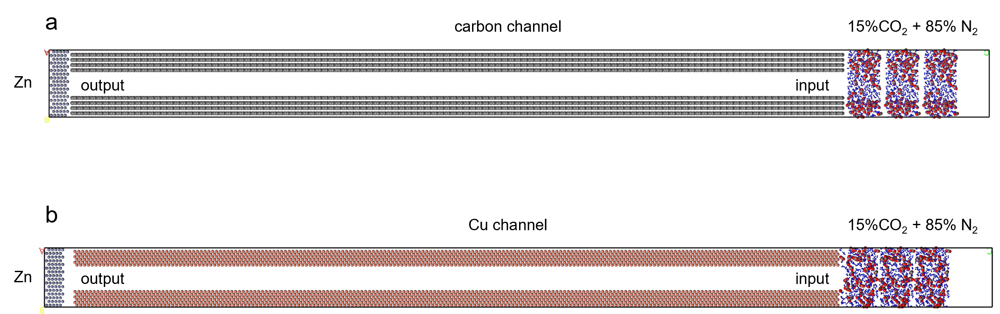 a
carbon channel
15%CO₂ + 85% N₂
A
C
Zn
output
input
B
b
Cu channel
15%CO₂ + 85% N₂
A
C
Zn
output
input
B